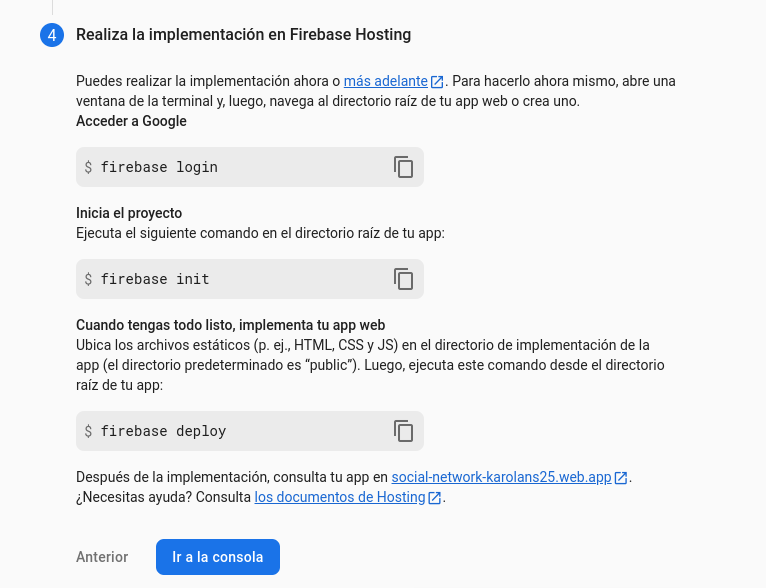 4 Realiza la implementación en Firebase Hosting
Puedes realizar la implementación ahora o más adelante. Para hacerlo ahora mismo, abre una
ventana de la terminal y, luego, navega al directorio raíz de tu app web o crea uno.
Acceder a Google
$ firebase login
Inicia el proyecto
Ejecuta el siguiente comando en el directorio raíz de tu app:
$ firebase init
Cuando tengas todo listo, implementa tu app web
Ubica los archivos estáticos (p. ej., HTML, CSS y JS) en el directorio de implementación de la
app (el directorio predeterminado es “public”). Luego, ejecuta este comando desde el directorio
raíz de tu app:
$ firebase deploy
Después de la implementación, consulta tu app en social-network-karolans25.web.app.
¿Necesitas ayuda? Consulta los documentos de Hosting.
Anterior Ir a la consola